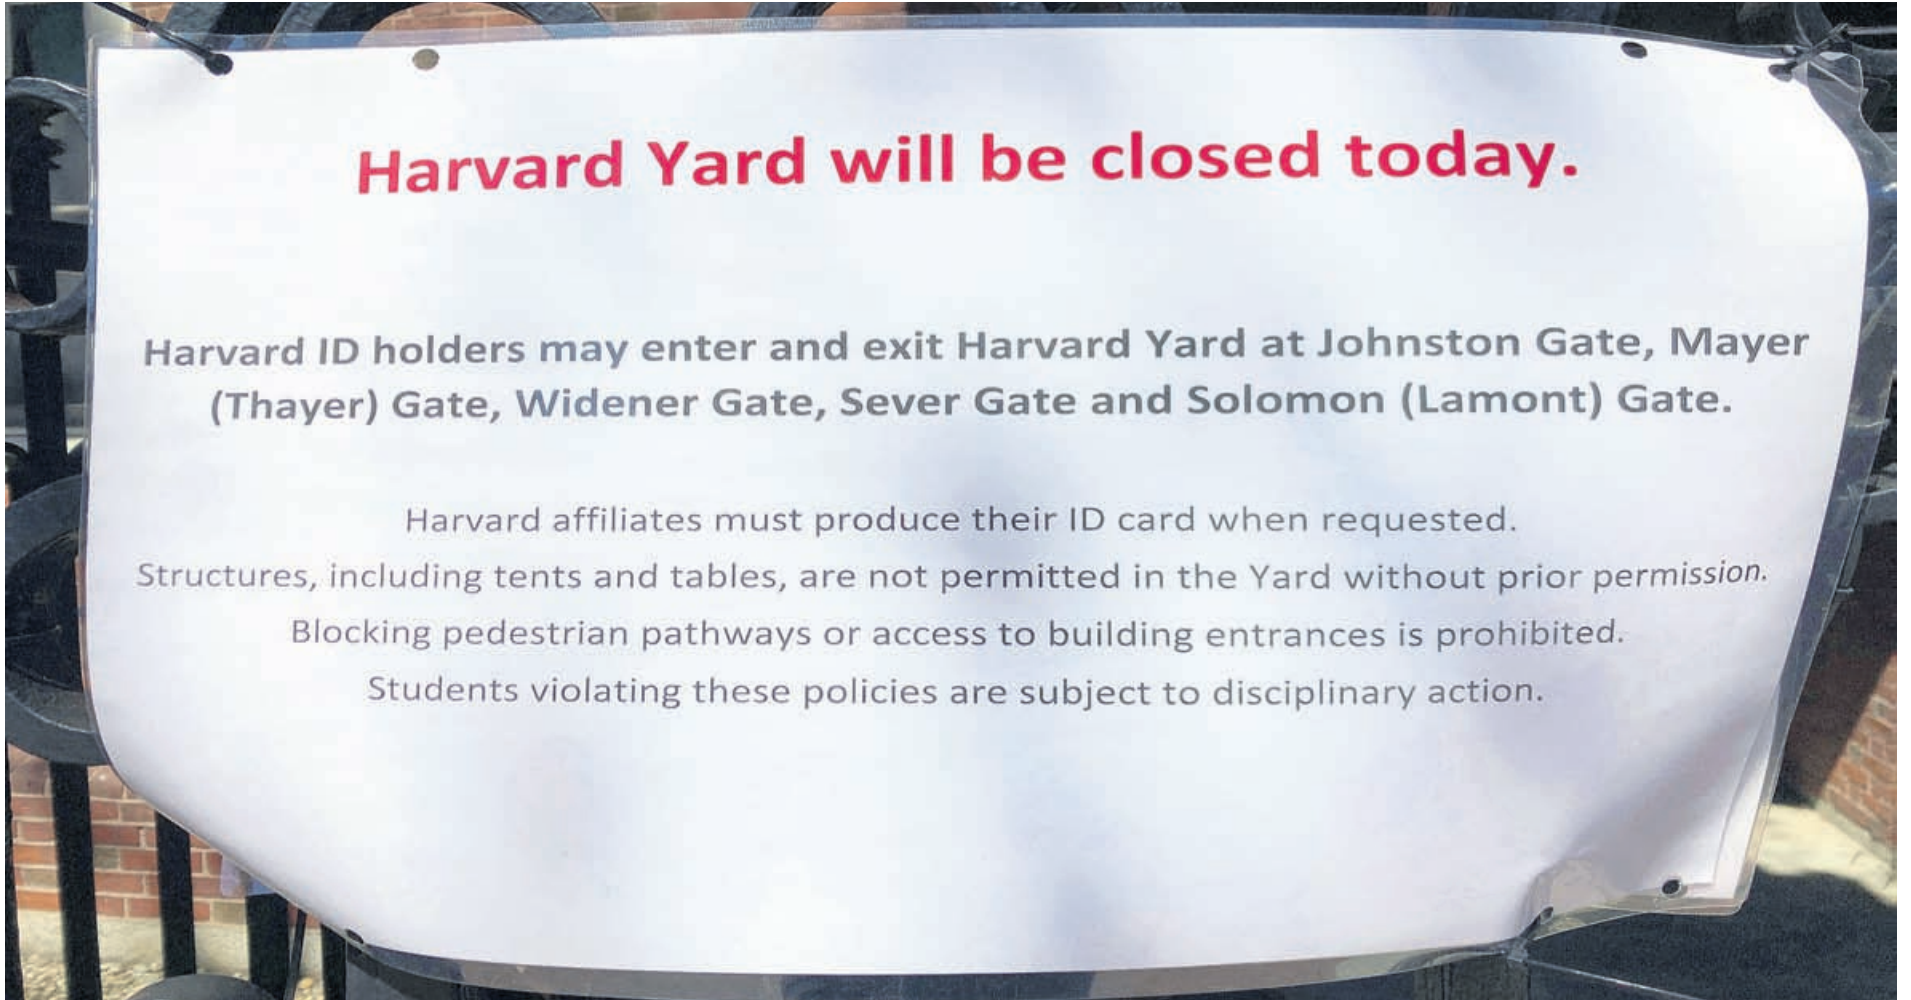 Harvard Yard will be closed today.
Harvard ID holders may enter and exit Harvard Yard at Johnston Gate, Mayer
(Thayer) Gate, Widener Gate, Sever Gate and Solomon (Lamont) Gate.
Harvard affiliates must produce their ID card when requested.
Structures, including tents and tables, are not permitted in the Yard without prior permission.
Blocking pedestrian pathways or access to building entrances is prohibited.
Students violating these policies are subject to disciplinary action.